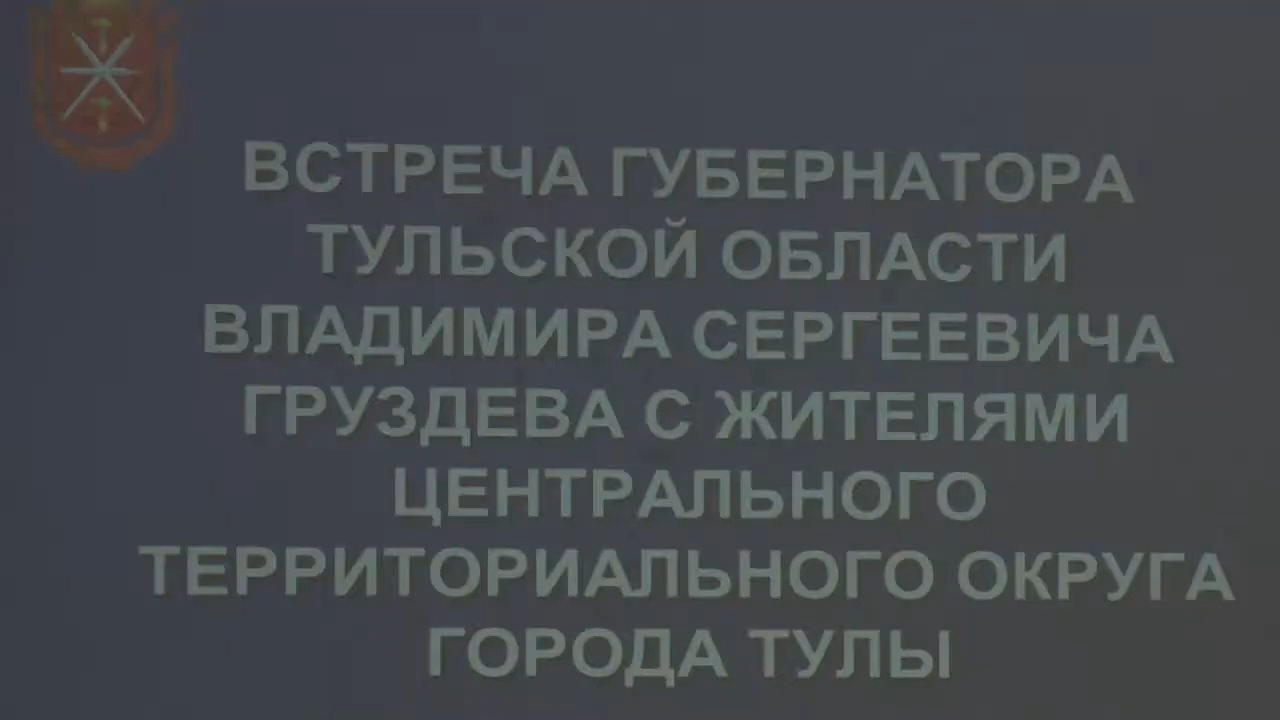 ВСТРЕЧА ГУБЕРНАТОРА
ТУЛЬСКОЙ ОБЛАСТИ
ВЛАДИМИРА СЕРГЕЕВИЧА
ГРУЗДЕВА С ЖИТЕЛЯМИ
ЦЕНТРАЛЬНОГО
ТЕРРИТОРИАЛЬНОГО ОКРУГА
ГОРОДА ТУЛЫ